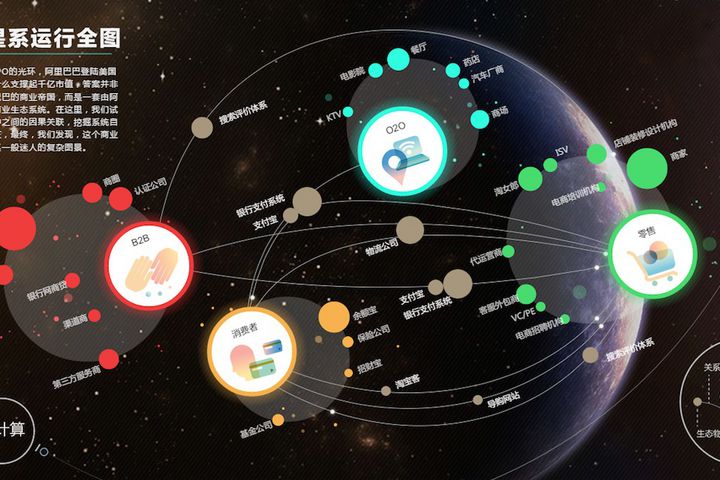 星系运行全图
PO的光环，阿里巴巴登陆美国
什么支撑起千亿市值，答案并非
巴巴的商业帝国，而是一套由阿
商业生态系统。在这里，我们试
之间的因果关联，挖掘系统目
最终，我们发现，这个商业
一般迷人的复杂图景。
餐厅
药店
电影院
汽车厂商
KTV
商场
O2O
搜索评价体系
店铺装修设计机构
ISV
商家
淘女郎
电商培训机构
商圈
认证公司
银行支付系统
支付宝
B2B
零售
物流公司
代运营商
银行网商贷
支付宝
银行支付系统
客服外包商
VC/PE
电商招聘机构
渠道商
余额宝
消费者
保险公司
搜索评价体系
第三方服务商
招财宝
淘宝客
导购网站
基金公司
计算
关系
生态物